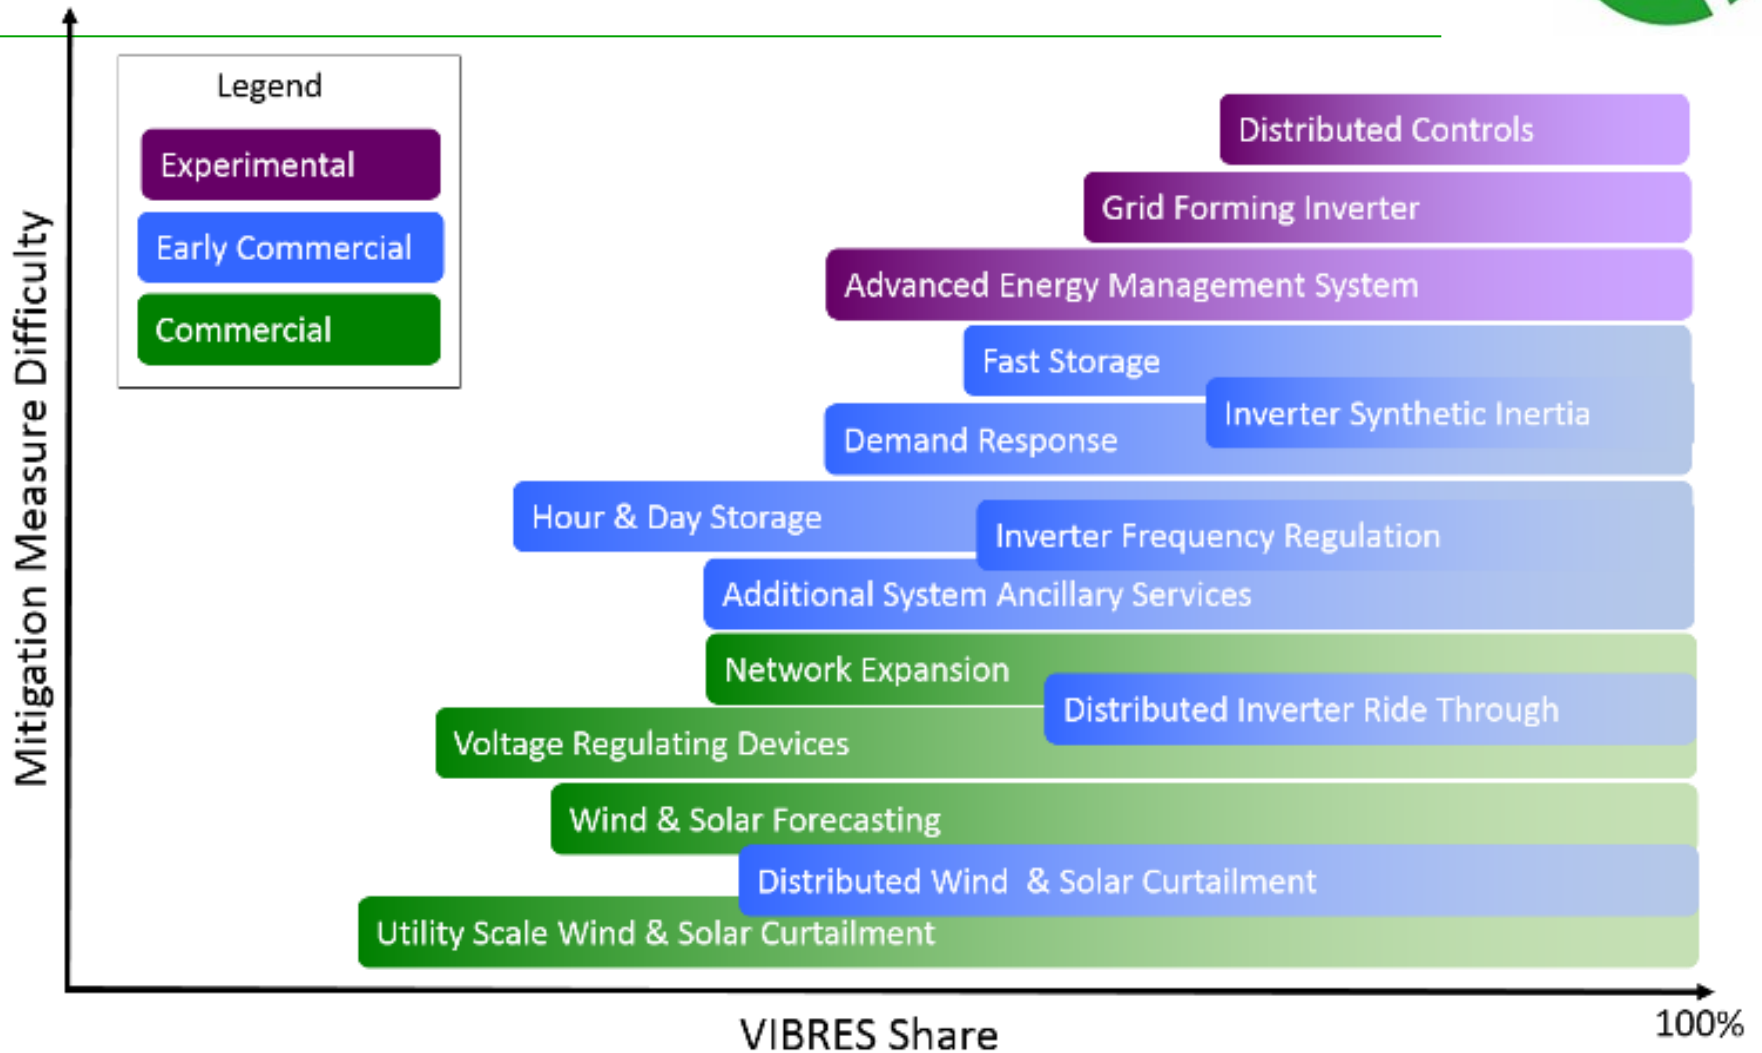 Legend
Experimental
Early Commercial
Commercial
Mitigation Measure Difficulty
Distributed Controls
Grid Forming Inverter
Advanced Energy Management System
Fast Storage
Inverter Synthetic Inertia
Demand Response
Hour & Day Storage
Inverter Frequency Regulation
Additional System Ancillary Services
Network Expansion
Distributed Inverter Ride Through
Voltage Regulating Devices
Wind & Solar Forecasting
Distributed Wind  & Solar Curtailment
Utility Scale Wind & Solar Curtailment
VIBRES Share
100%